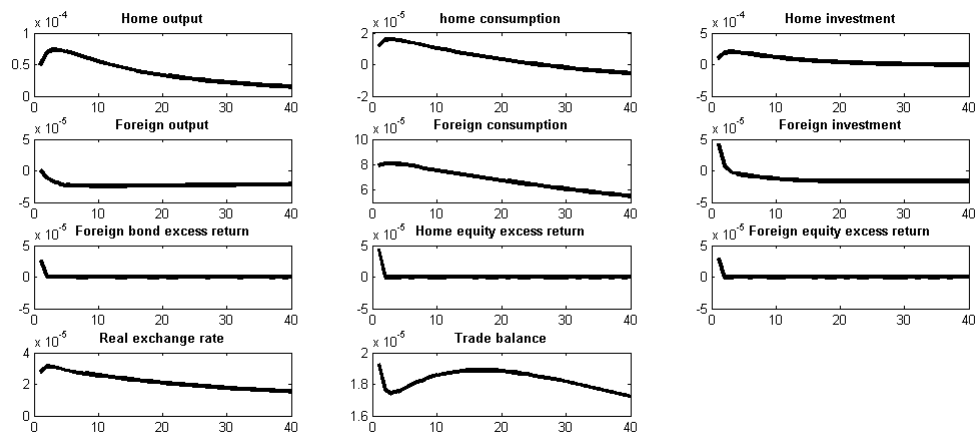 Home output
home consumption
Home investment
x 10^-4
1
0.5
0
0 10 20 30 40
x 10^-5
2
0
-2
0 10 20 30 40
x 10^-4
5
0
-5
0 10 20 30 40
Foreign output
Foreign consumption
Foreign investment
x 10^-5
5
0
-5
0 10 20 30 40
x 10^-5
10
8
6
0 10 20 30 40
x 10^-5
5
0
-5
0 10 20 30 40
Foreign bond excess return
Home equity excess return
Foreign equity excess return
x 10^-5
5
0
-5
0 10 20 30 40
x 10^-5
5
0
-5
0 10 20 30 40
x 10^-5
5
0
-5
0 10 20 30 40
Real exchange rate
Trade balance
x 10^-5
4
2
0
0 10 20 30 40
x 10^-5
2
1.8
1.6
0 10 20 30 40